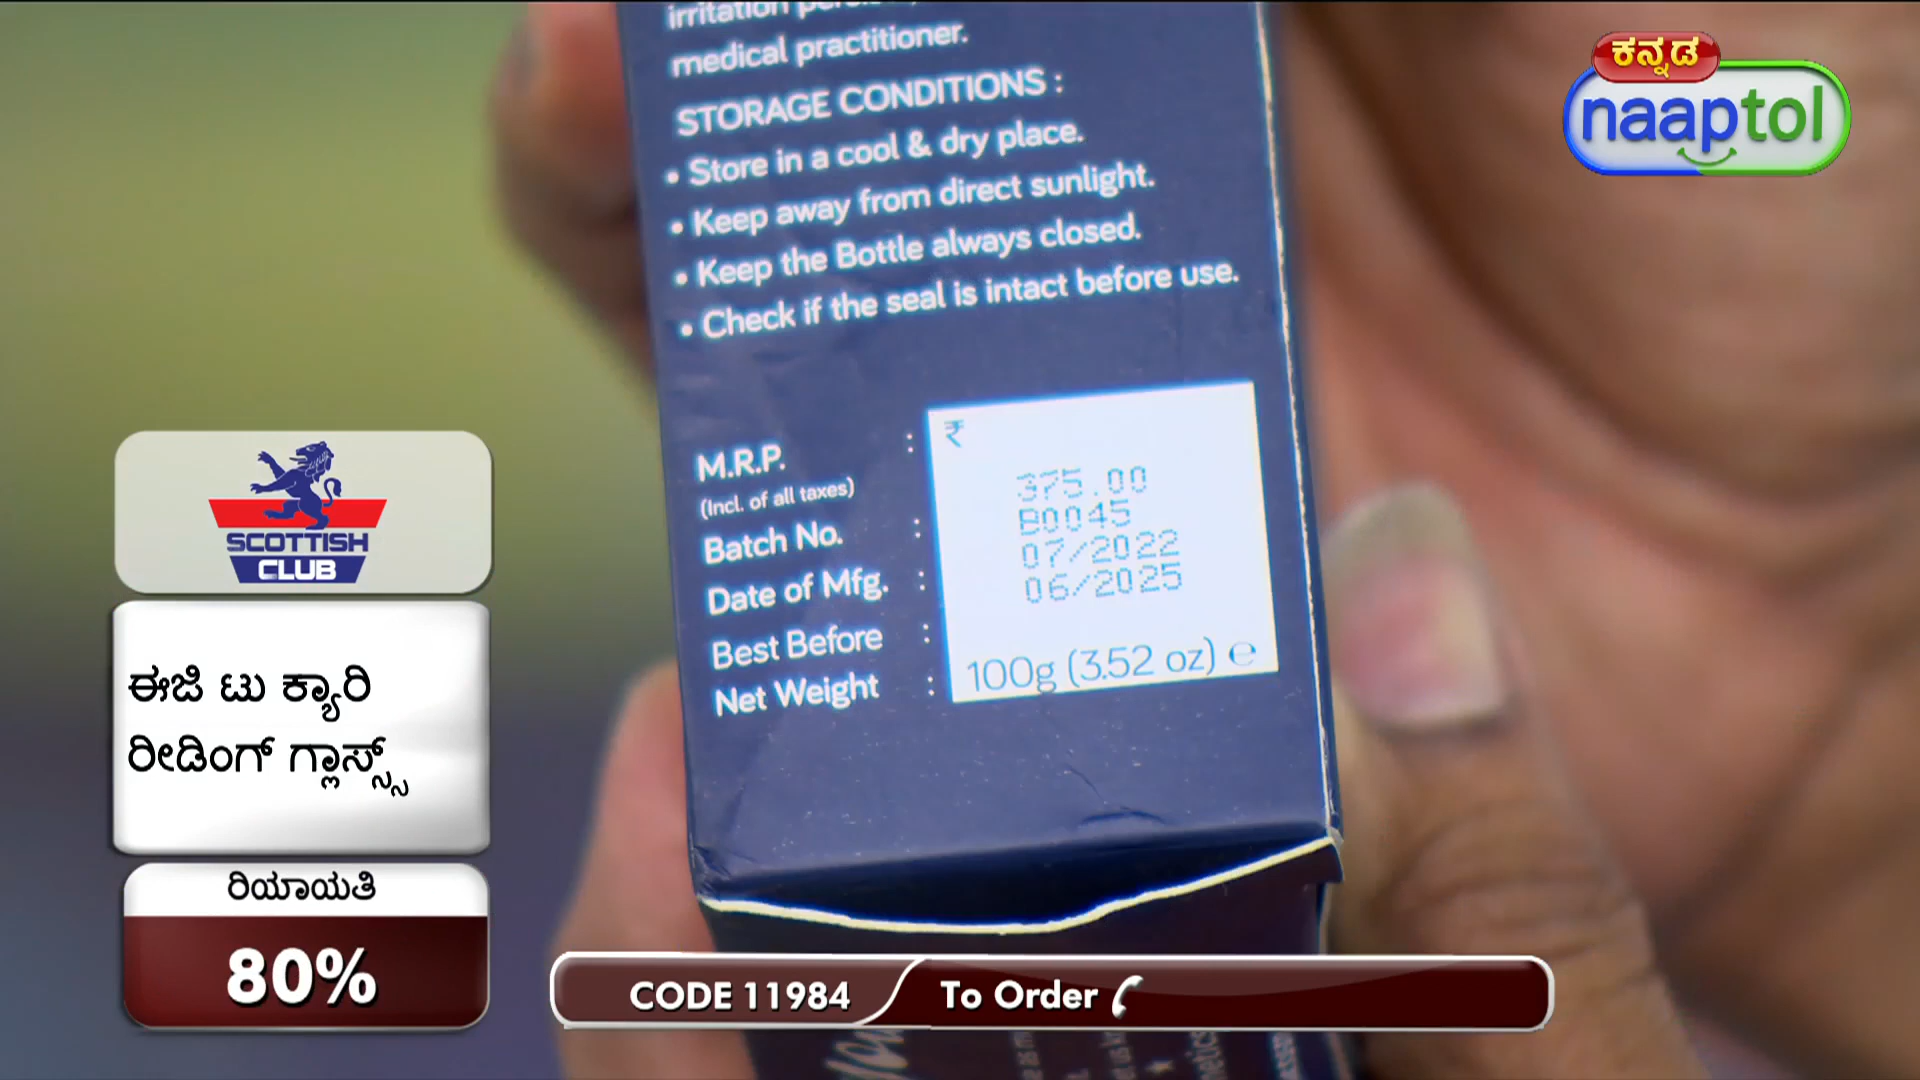 irritation
medical practitioner.
STORAGE CONDITIONS :
• Store in a cool & dry place.
• Keep away from direct sunlight.
• Keep the Bottle always closed.
• Check if the seal is intact before use.
M.R.P. : ₹ 375.00
(Incl. of all taxes)
Batch No. : B0045
Date of Mfg. : 07/2022
Best Before : 06/2025
Net Weight : 100g (3.52 oz) ℮
ಕನ್ನಡ
naaptol
SCOTTISH
CLUB
ಈಜಿ ಟು ಕ್ಯಾರಿ
ರೀಡಿಂಗ್ ಗ್ಲಾಸ್ಸ್
ರಿಯಾಯತಿ
80%
CODE 11984 To Order